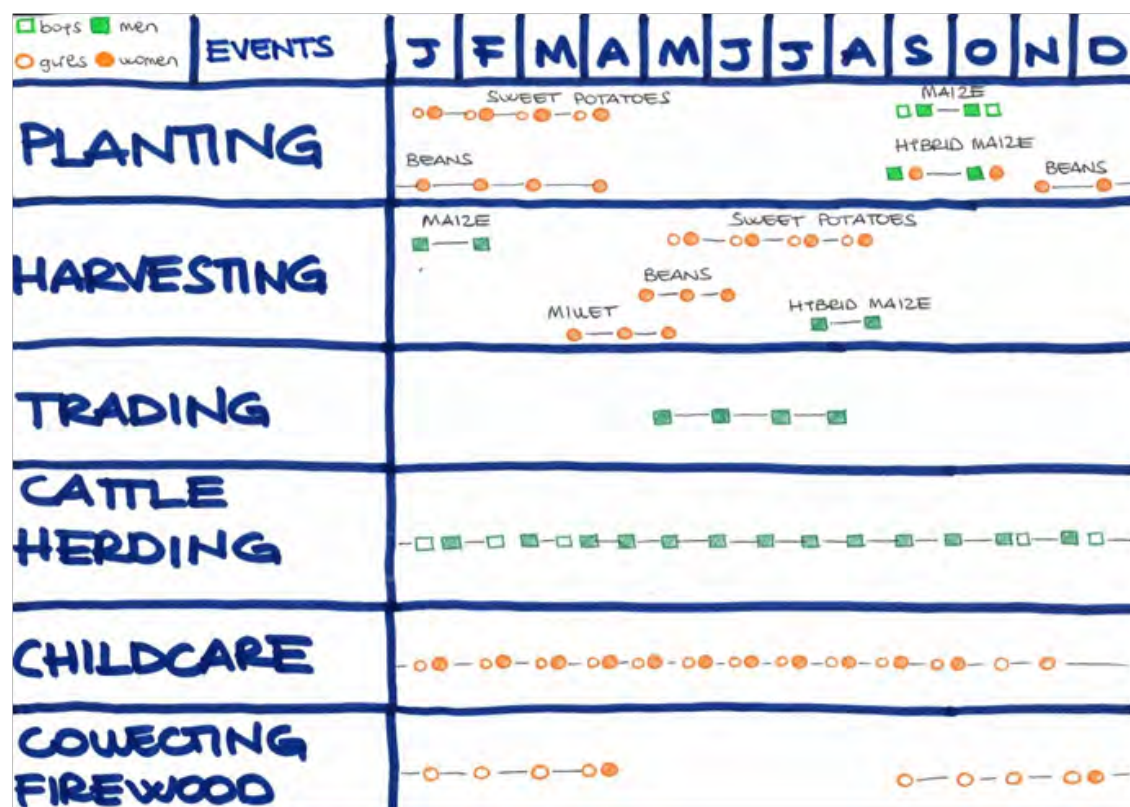 boys men
girls women
EVENTS
J F M A M J J A S O N D
PLANTING
SWEET POTATOES
MAIZE
BEANS
HYBRID MAIZE
BEANS
HARVESTING
MAIZE
SWEET POTATOES
BEANS
MILLET
HYBRID MAIZE
TRADING
CATTLE
HERDING
CHILDCARE
COLLECTING
FIREWOOD